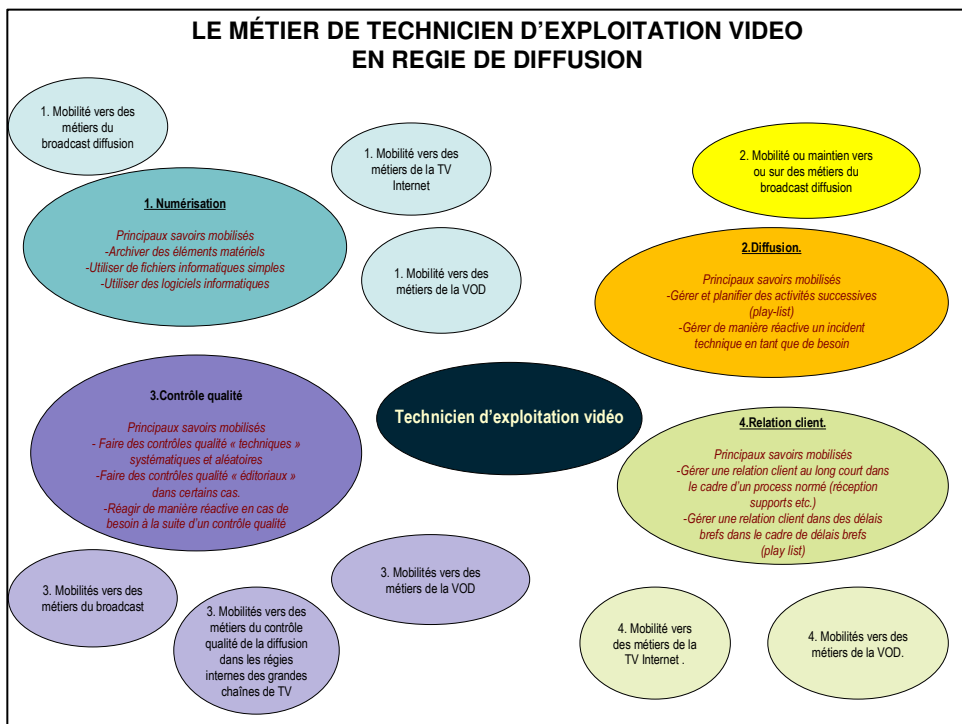 LE MÉTIER DE TECHNICIEN D'EXPLOITATION VIDEO
EN REGIE DE DIFFUSION
1. Mobilité vers des
métiers du
broadcast diffusion
1. Mobilité vers des
métiers de la TV
Internet
2. Mobilité ou maintien vers
ou sur des métiers du
broadcast diffusion
1. Numérisation
Principaux savoirs mobilisés
-Archiver des éléments matériels
-Utiliser de fichiers informatiques simples
-Utiliser des logiciels informatiques
1. Mobilité vers des
métiers de la VOD
2.Diffusion.
Principaux savoirs mobilisés
-Gérer et planifier des activités successives
(play-list)
-Gérer de manière réactive un incident
technique en tant que de besoin
3.Contrôle qualité
Principaux savoirs mobilisés
- Faire des contrôles qualité « techniques »
systématiques et aléatoires
-Faire des contrôles qualité « éditoriaux »
dans certains cas.
-Réagir de manière réactive en cas de
besoin à la suite d'un contrôle qualité
Technicien d'exploitation vidéo
4.Relation client.
Principaux savoirs mobilisés
-Gérer une relation client au long court dans
le cadre d'un process normé (réception
supports etc.)
-Gérer une relation client dans des délais
brefs dans le cadre de délais brefs
(play list)
3. Mobilités vers des
métiers du broadcast
3. Mobilités vers des
métiers du contrôle
qualité de la diffusion
dans les régies
internes des grandes
chaînes de TV
3. Mobilités vers des
métiers de la VOD
4. Mobilité vers
des métiers de la
TV Internet .
4. Mobilités vers des
métiers de la VOD.